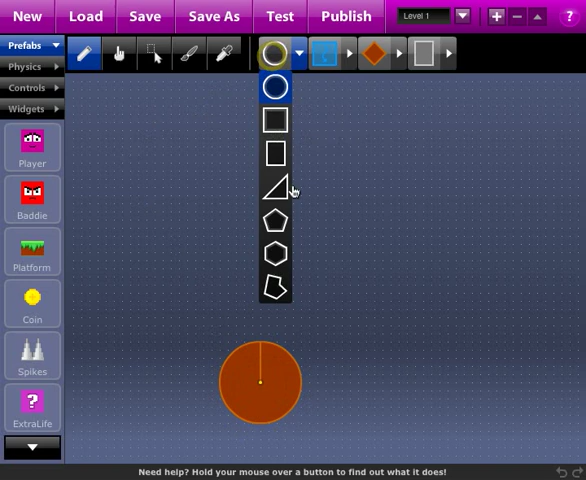 New Load Save Save As Test Publish Level 1 ?
Prefabs
Physics
Controls
Widgets
Player
Baddie
Platform
Coin
Spikes
?
ExtraLife
Need help? Hold your mouse over a button to find out what it does!